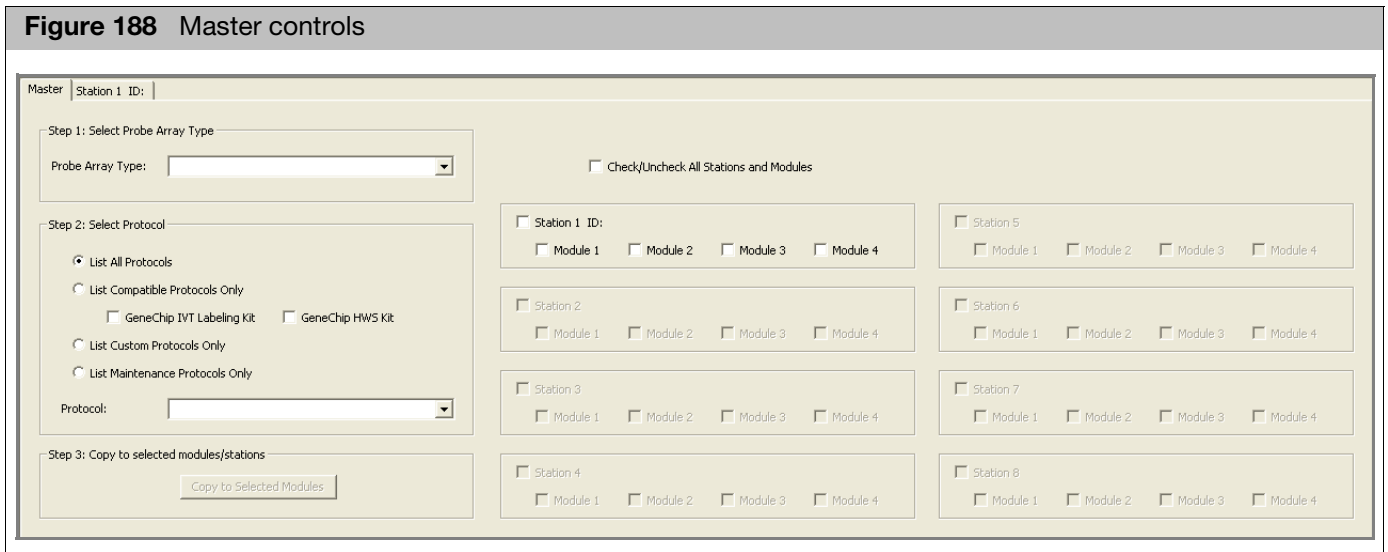 Figure 188 Master controls
Master
Station 1 ID:
Step 1: Select Probe Array Type
Probe Array Type:
Step 2: Select Protocol
List All Protocols
List Compatible Protocols Only
GeneChip IVT Labeling Kit
GeneChip HWS Kit
List Custom Protocols Only
List Maintenance Protocols Only
Protocol:
Step 3: Copy to selected modules/stations
Copy to Selected Modules
Check/Uncheck All Stations and Modules
Station 1 ID:
Module 1 Module 2 Module 3 Module 4
Station 2
Module 1 Module 2 Module 3 Module 4
Station 3
Module 1 Module 2 Module 3 Module 4
Station 4
Module 1 Module 2 Module 3 Module 4
Station 5
Module 1 Module 2 Module 3 Module 4
Station 6
Module 1 Module 2 Module 3 Module 4
Station 7
Module 1 Module 2 Module 3 Module 4
Station 8
Module 1 Module 2 Module 3 Module 4